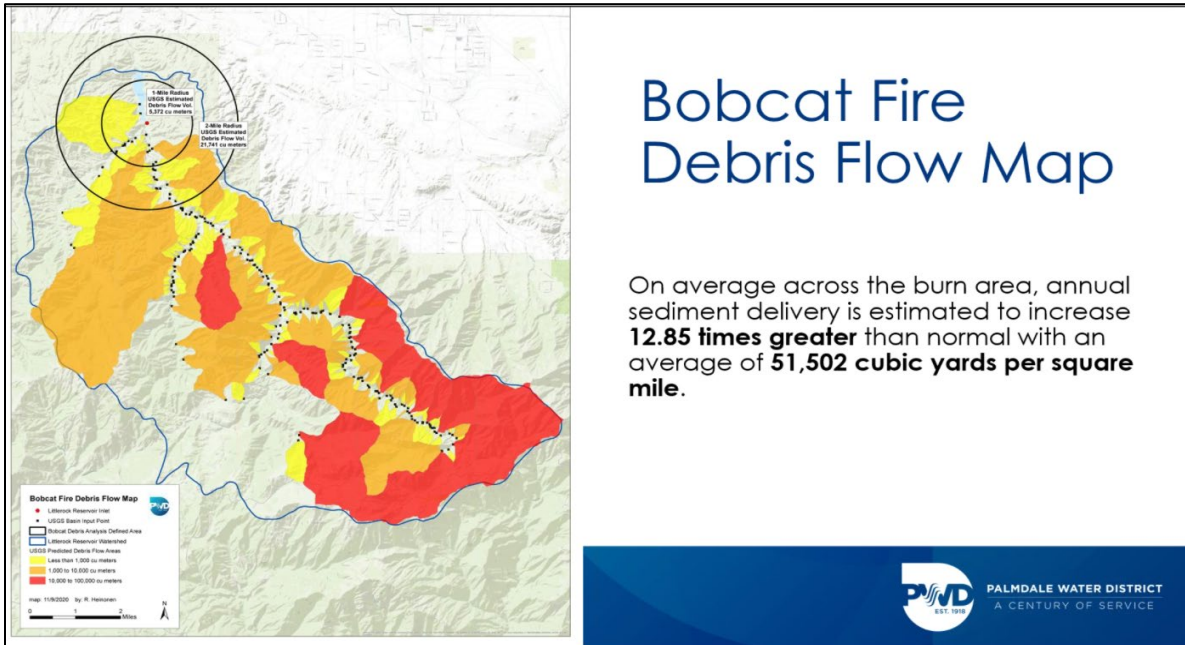 1-Mile Radius
USGS Estimated
Debris Flow Vol.
5,372 cu meters
2-Mile Radius
USGS Estimated
Debris Flow Vol.
21,741 cu meters
Bobcat Fire Debris Flow Map
PWD
Littlerock Reservoir Inlet
USGS Basin Input Point
Bobcat Debris Analysis Defined Area
Littlerock Reservoir Watershed
USGS Predicted Debris Flow Areas
Less than 1,000 cu meters
1,000 to 10,000 cu meters
10,000 to 100,000 cu meters
map: 11/9/2020 by: R. Heinonen
0 1 2
Miles
N
Bobcat Fire
Debris Flow Map
On average across the burn area, annual
sediment delivery is estimated to increase
12.85 times greater than normal with an
average of 51,502 cubic yards per square
mile.
PWD
EST. 1918
PALMDALE WATER DISTRICT
A CENTURY OF SERVICE